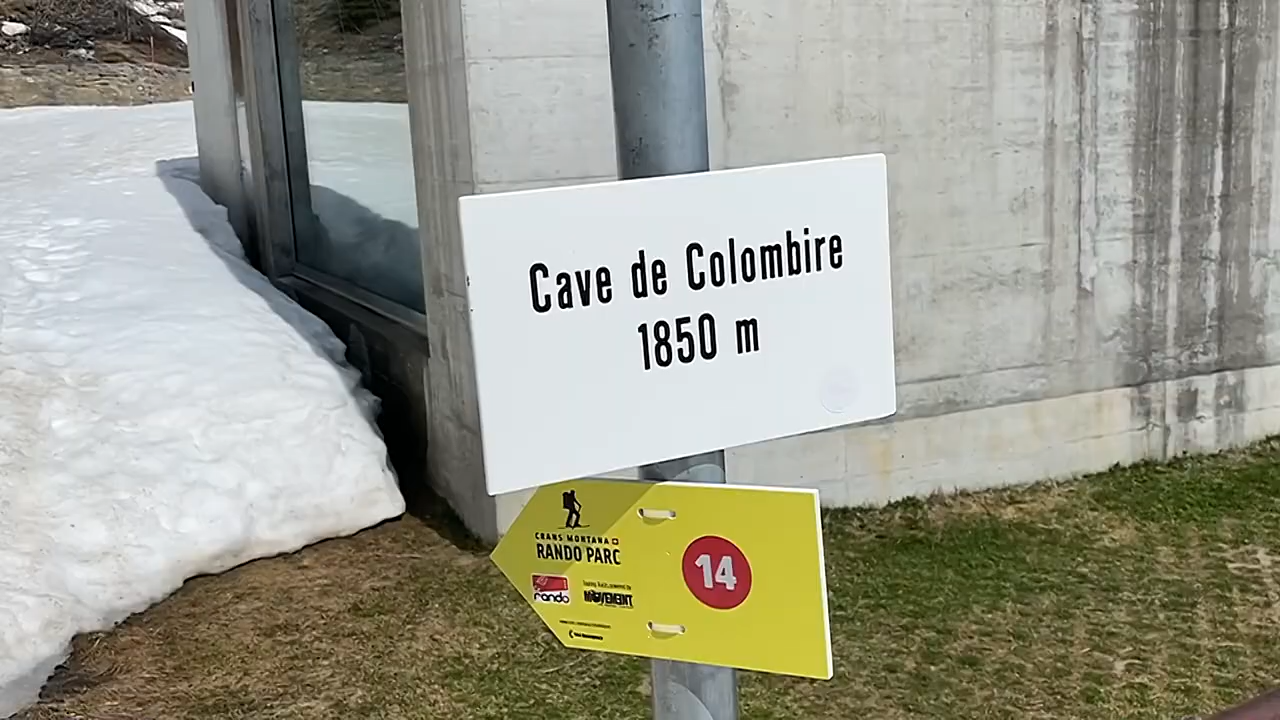 Cave de Colombire
1850 m
CRANS MONTANA
RANDO PARC
14
rando
MOVEMENT